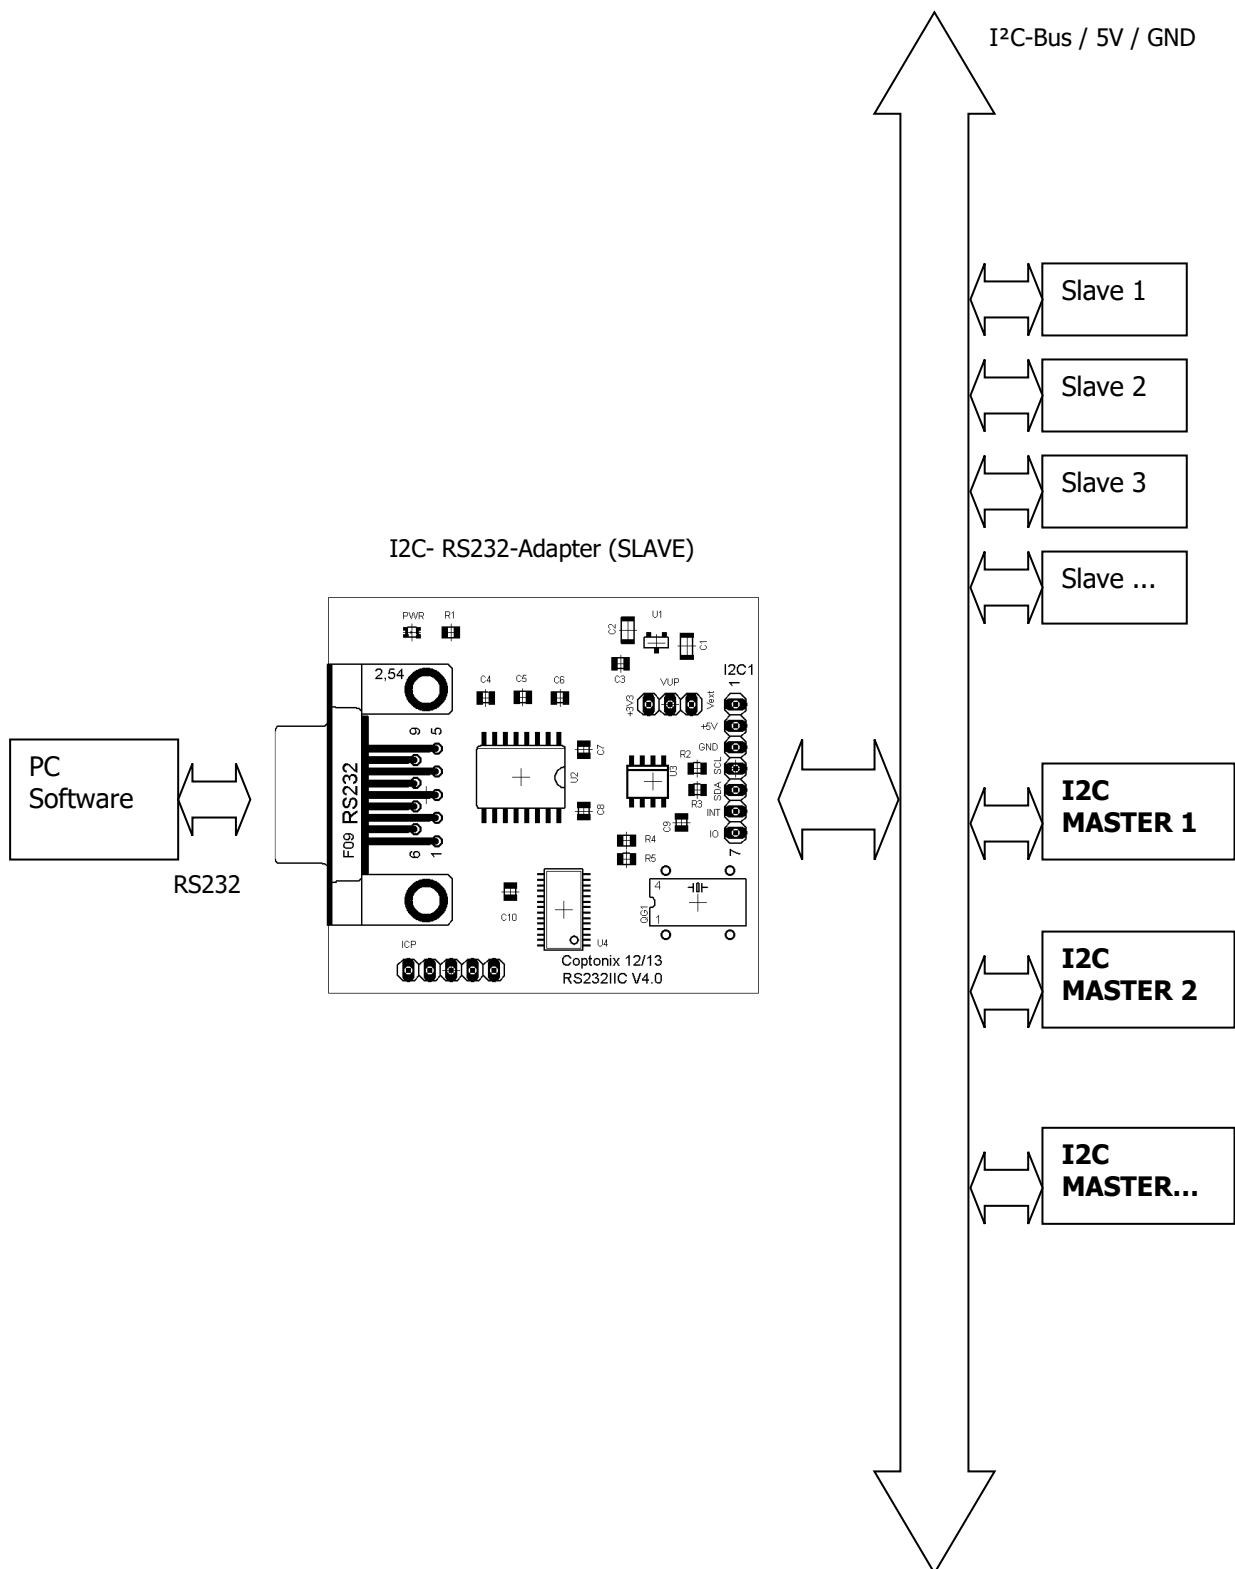 I²C-Bus / 5V / GND
Slave 1
Slave 2
Slave 3
Slave ...
I2C- RS232-Adapter (SLAVE)
PWR
R1
C2
U1
C1
C3
2,54
C4
C5
C6
VUP
+3V3
Vext
I2C1
1
+5V
GND
SCL
SDA
INT
IO
7
9
5
RS232
F09
6
1
U2
C7
C8
U3
R2
R3
C9
R4
R5
C10
U4
4
1
QG1
ICP
Coptonix 12/13
RS232IIC V4.0
PC
Software
RS232
I2C
MASTER 1
I2C
MASTER 2
I2C
MASTER...